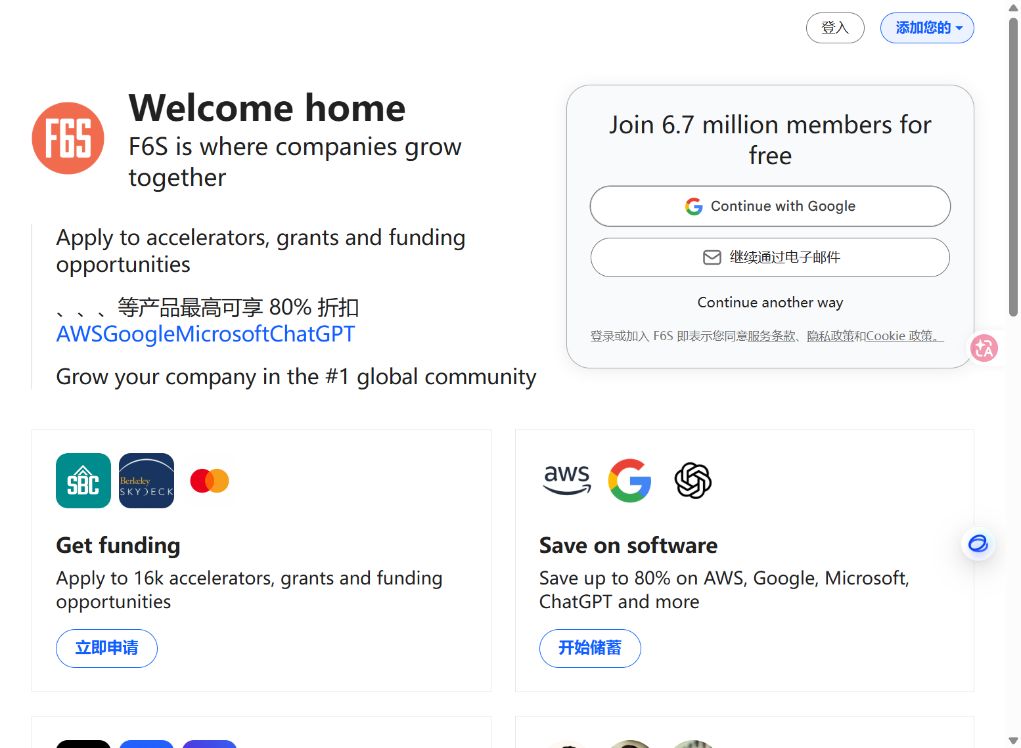 登入
添加您的
F6S
Welcome home
F6S is where companies grow
together
Apply to accelerators, grants and funding
opportunities
、、、等产品最高可享 80% 折扣
AWSGoogleMicrosoftChatGPT
Grow your company in the #1 global community
Join 6.7 million members for
free
Continue with Google
继续通过电子邮件
Continue another way
登录或加入 F6S 即表示您同意服务条款、隐私政策和Cookie 政策。
SBC
Berkeley
SKYDECK
Get funding
Apply to 16k accelerators, grants and funding
opportunities
立即申请
aws
Save on software
Save up to 80% on AWS, Google, Microsoft,
ChatGPT and more
开始储蓄